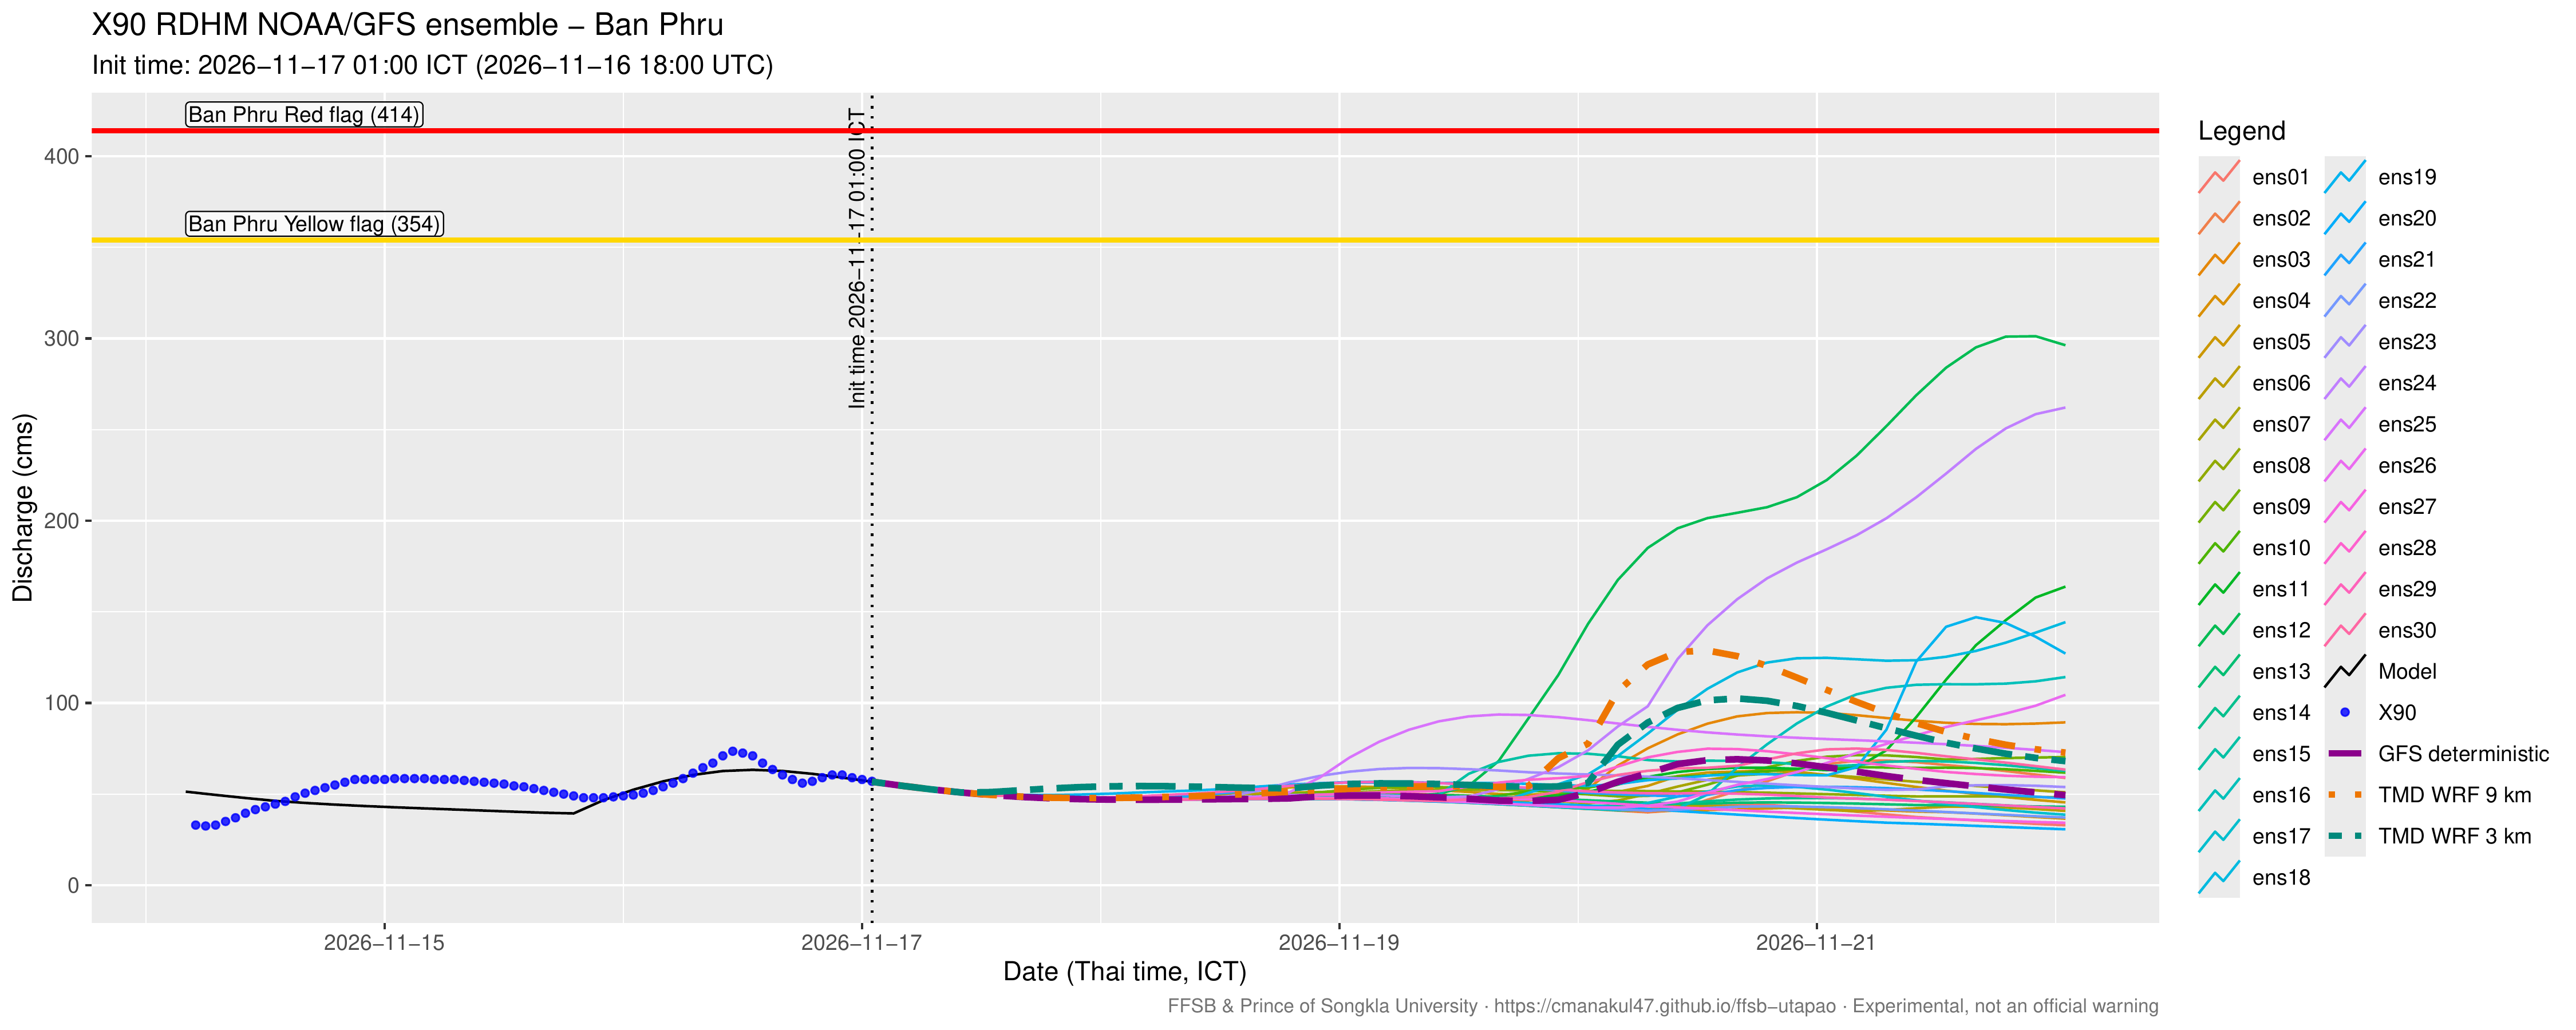 X90 RDHM NOAA/GFS ensemble – Ban Phru
Init time: 2026–11–17 01:00 ICT (2026–11–16 18:00 UTC)
Ban Phru Red flag (414)
Ban Phru Yellow flag (354)
Init time 2026–11–17 01:00 ICT
Discharge (cms)
400
300
200
100
0
2026–11–15
2026–11–17
2026–11–19
2026–11–21
Date (Thai time, ICT)
Legend
ens01
ens02
ens03
ens04
ens05
ens06
ens07
ens08
ens09
ens10
ens11
ens12
ens13
ens14
ens15
ens16
ens17
ens18
ens19
ens20
ens21
ens22
ens23
ens24
ens25
ens26
ens27
ens28
ens29
ens30
Model
X90
GFS deterministic
TMD WRF 9 km
TMD WRF 3 km
FFSB & Prince of Songkla University · https://cmanakul47.github.io/ffsb–utapao · Experimental, not an official warning